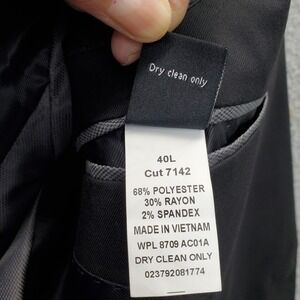 Dry clean only
40L
Cut 7142
68% POLYESTER
30% RAYON
2% SPANDEX
MADE IN VIETNAM
WPL 8709 AC01A
DRY CLEAN ONLY
023792081774